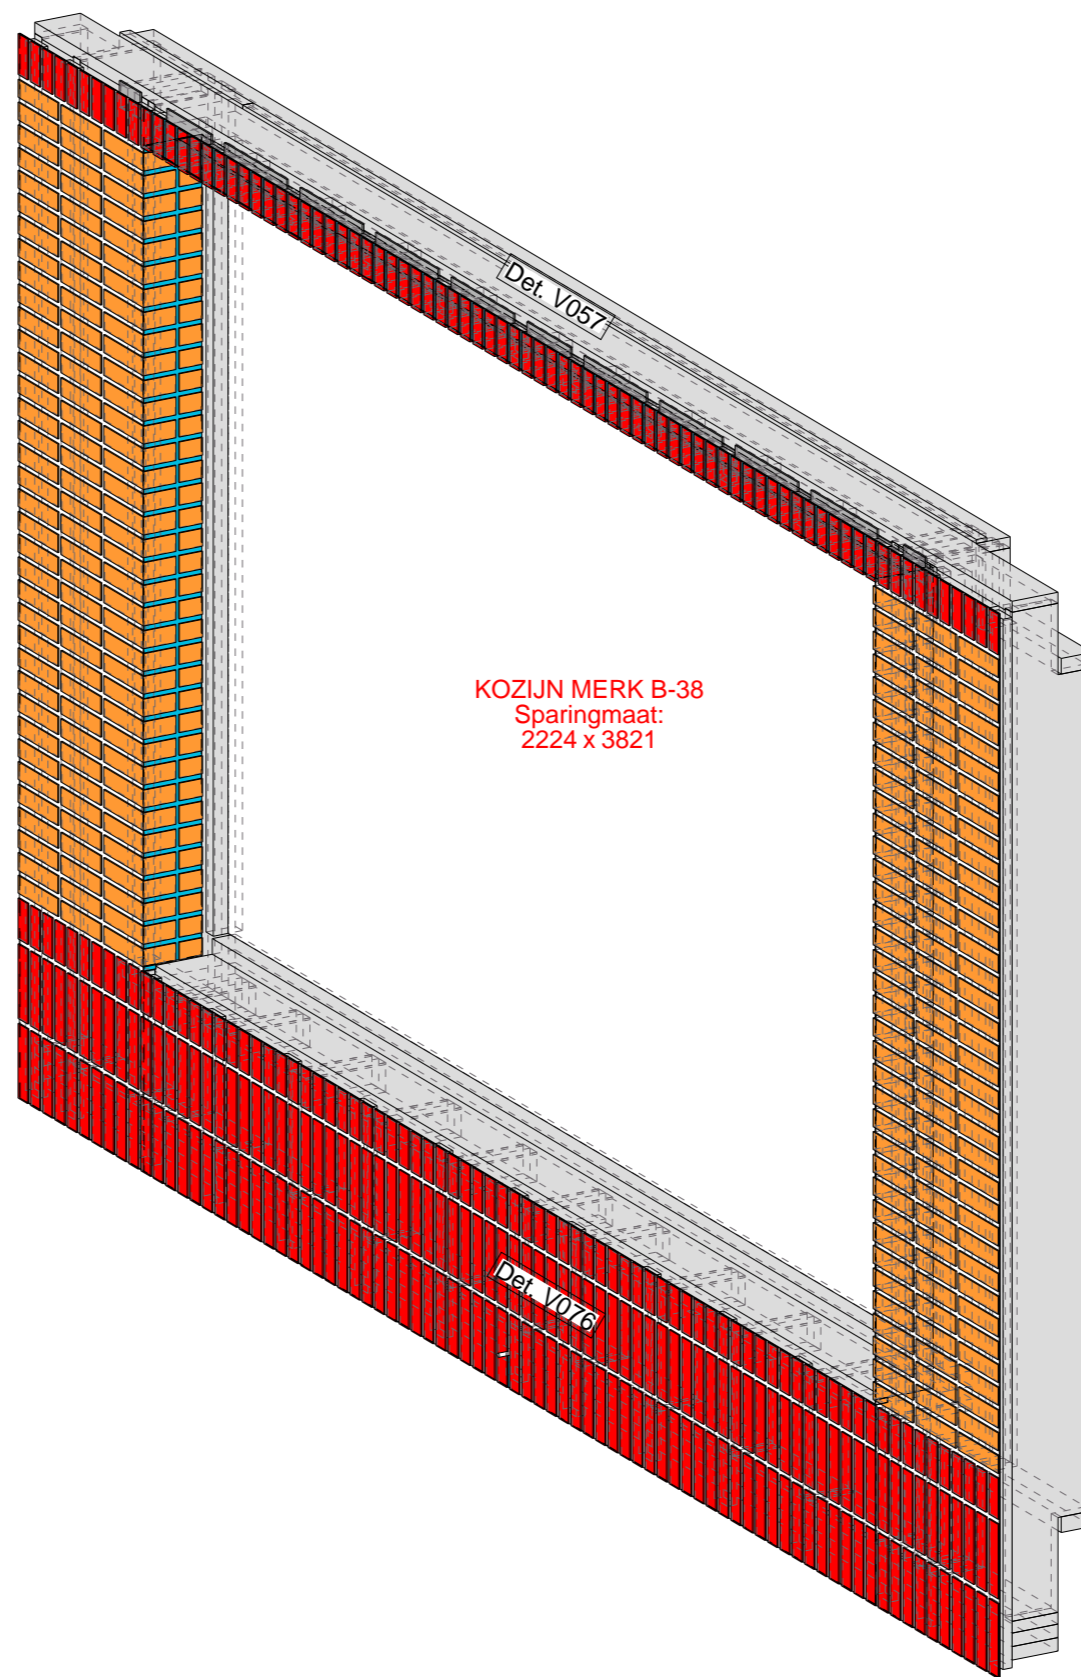 Det. V057
KOZIJN MERK B-38
Sparingmaat:
2224 x 3821
Det. V076